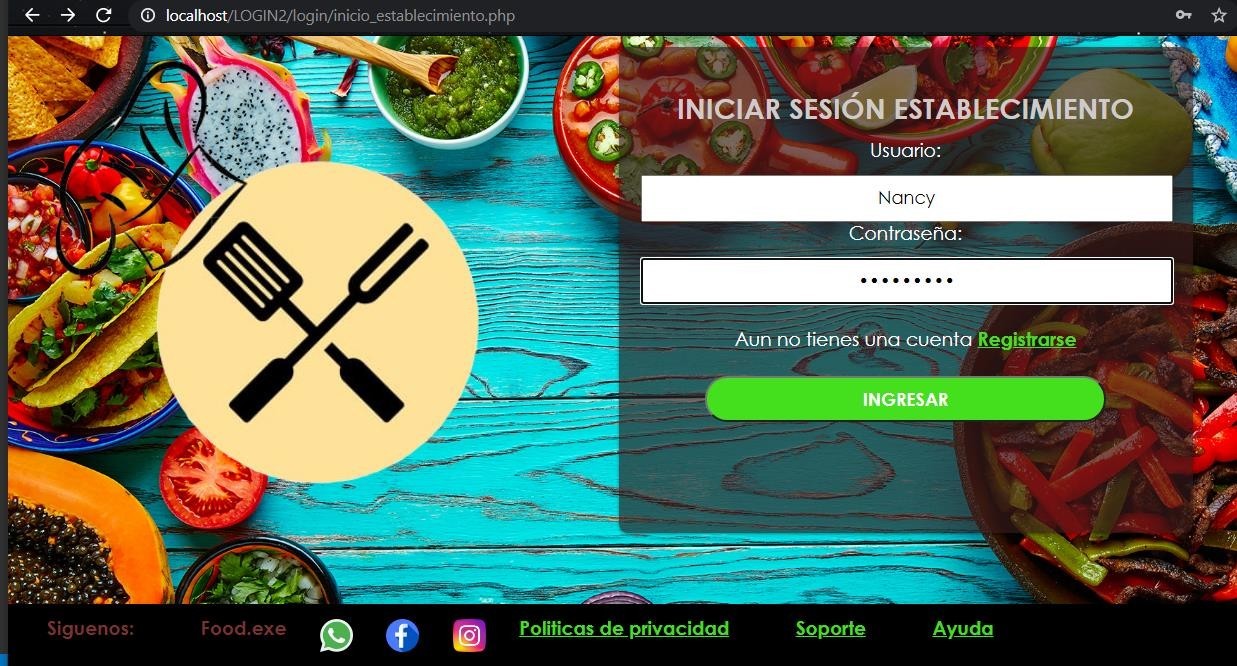 localhost/LOGIN2/login/inicio_establecimiento.php
INICIAR SESIÓN ESTABLECIMIENTO
Usuario:
Nancy
Contraseña:
•••••••••
Aun no tienes una cuenta Registrarse
INGRESAR
Siguenos: Food.exe Politicas de privacidad Soporte Ayuda